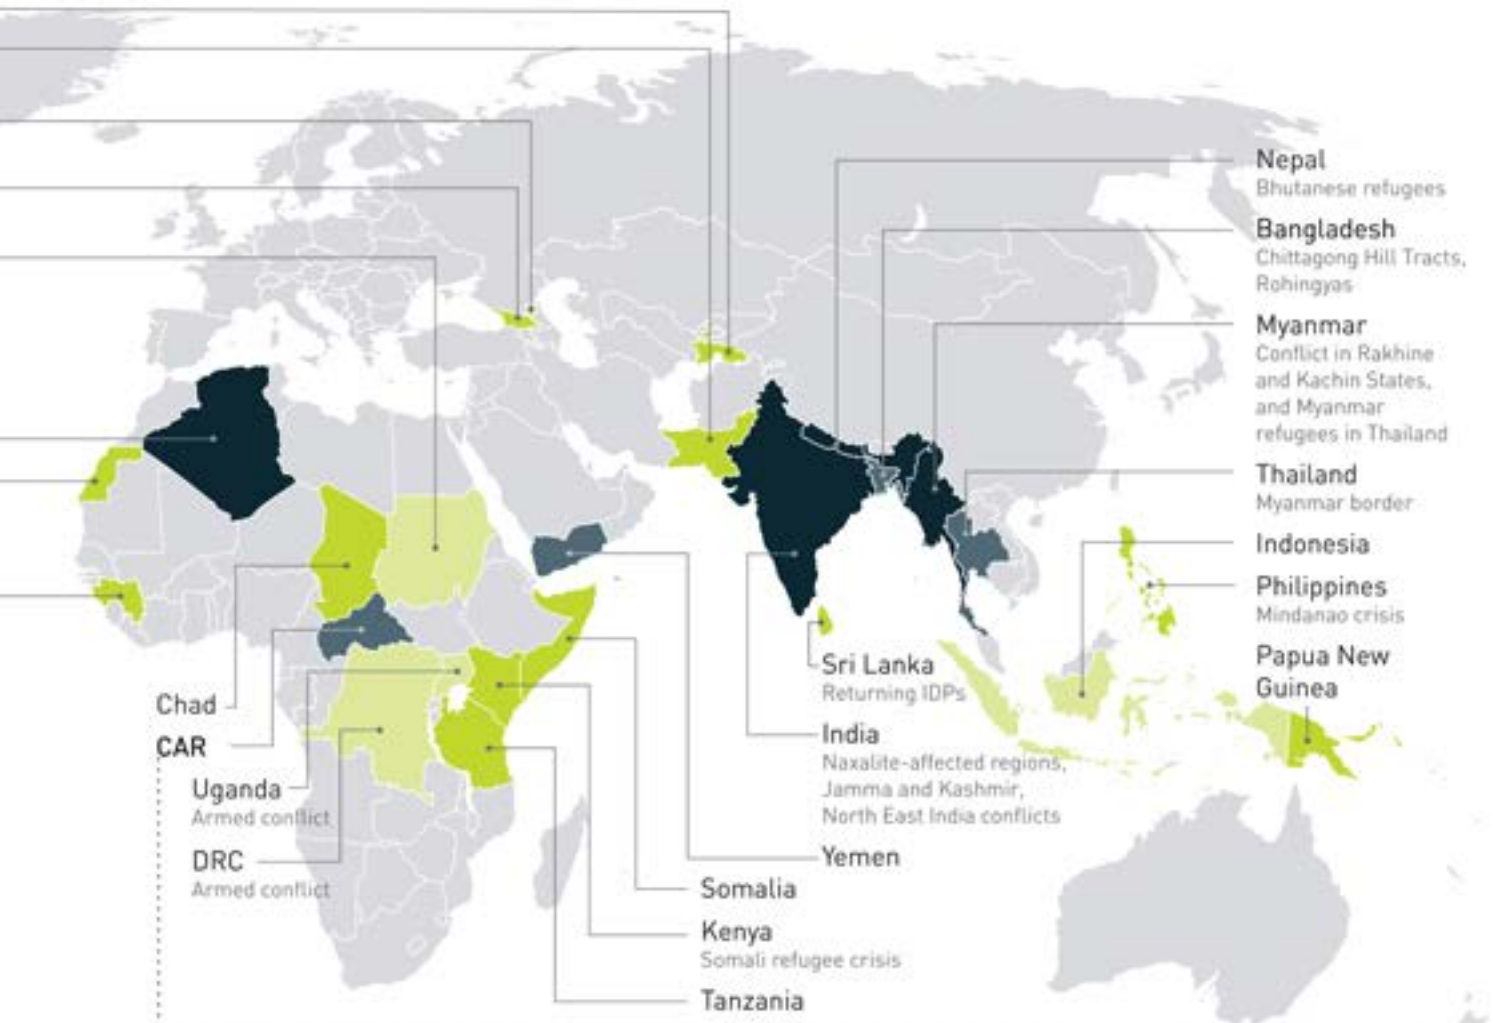 Nepal
Bhutanese refugees
Bangladesh
Chittagong Hill Tracts,
Rohingyas
Myanmar
Conflict in Rakhine
and Kachin States,
and Myanmar
refugees in Thailand
Thailand
Myanmar border
Indonesia
Philippines
Mindanao crisis
Papua New
Guinea
Sri Lanka
Returning IDPs
India
Naxalite-affected regions,
Jamma and Kashmir,
North East India conflicts
Yemen
Chad
CAR
Uganda
Armed conflict
DRC
Armed conflict
Somalia
Kenya
Somali refugee crisis
Tanzania